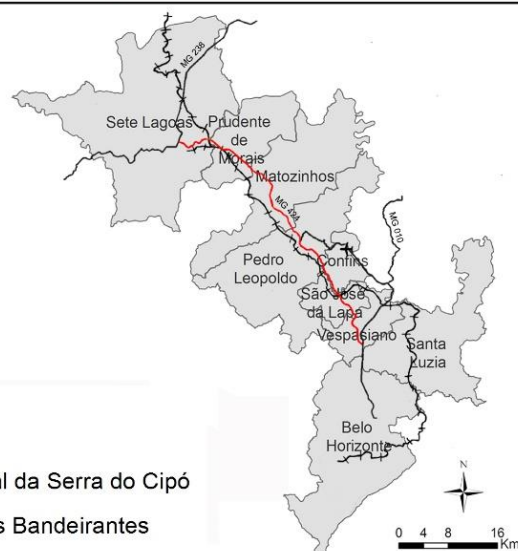 MG 238
Sete Lagoas
Prudente
de
Morais
Matozinhos
MG 424
MG 010
Pedro
Leopoldo
Confins
São José
da Lapa
Vespasiano
Santa
Luzia
Belo
Horizonte
al da Serra do Cipó
s Bandeirantes
N
0 4 8 16
Km